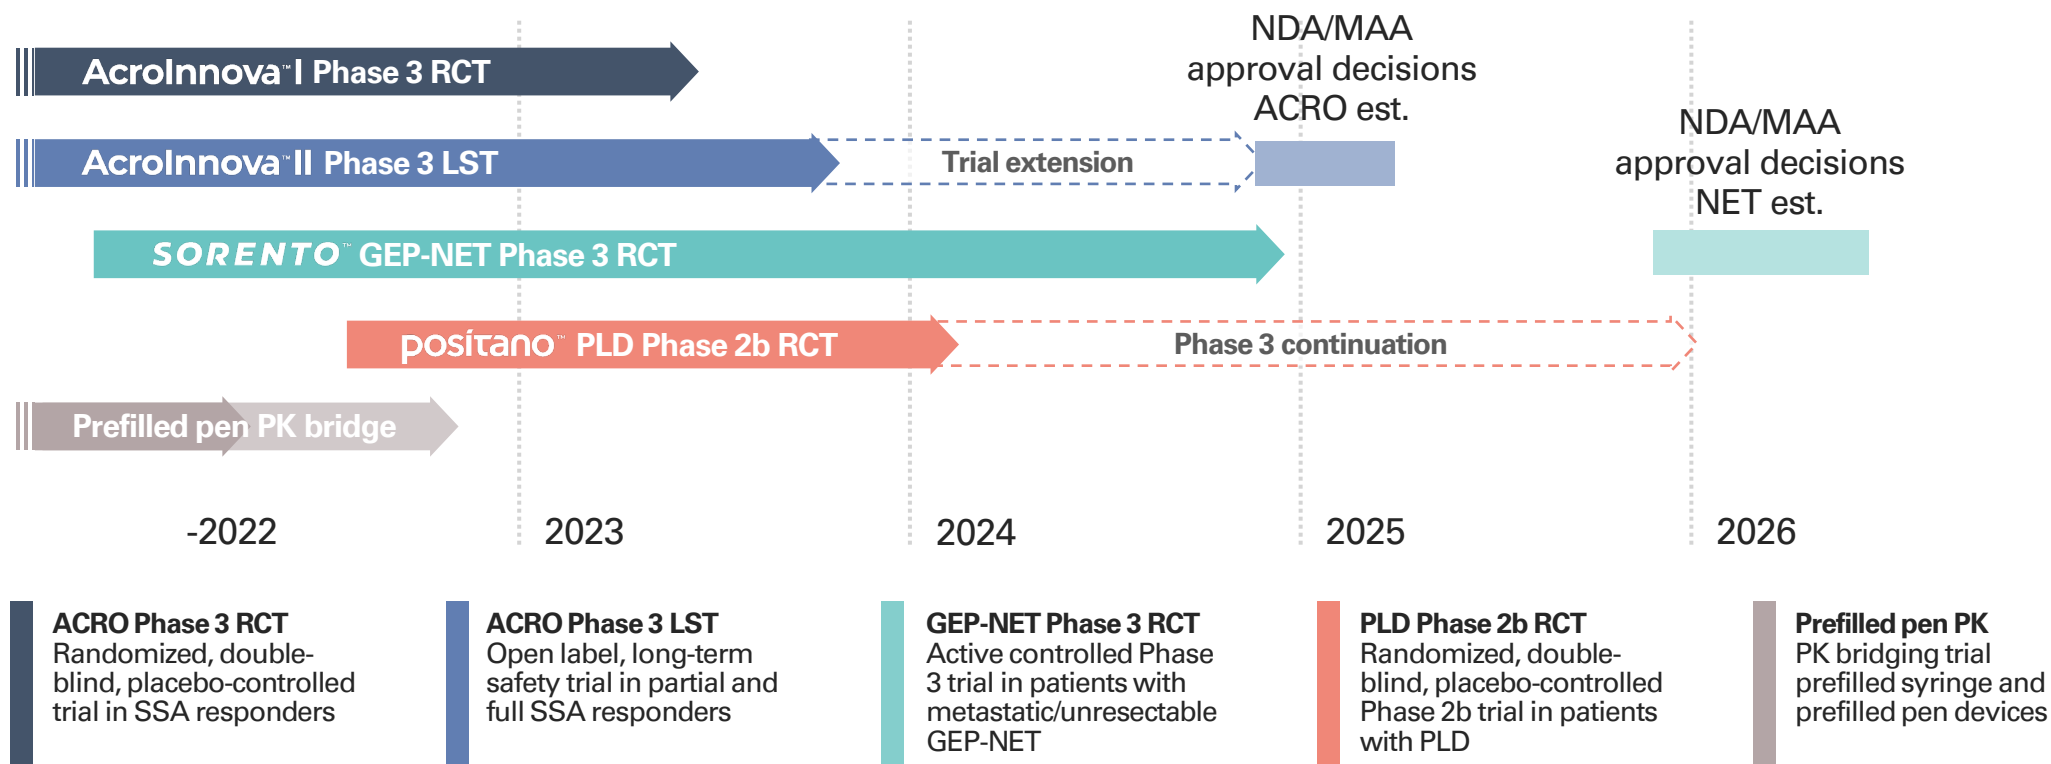 AcroInnova™ I Phase 3 RCT
NDA/MAA
approval decisions
ACRO est.
AcroInnova™ II Phase 3 LST
Trial extension
NDA/MAA
approval decisions
NET est.
SORENTO™ GEP-NET Phase 3 RCT
positano™ PLD Phase 2b RCT
Phase 3 continuation
Prefilled pen PK bridge
-2022
2023
2024
2025
2026
ACRO Phase 3 RCT
Randomized, double-
blind, placebo-controlled
trial in SSA responders
ACRO Phase 3 LST
Open label, long-term
safety trial in partial and
full SSA responders
GEP-NET Phase 3 RCT
Active controlled Phase
3 trial in patients with
metastatic/unresectable
GEP-NET
PLD Phase 2b RCT
Randomized, double-
blind, placebo-controlled
Phase 2b trial in patients
with PLD
Prefilled pen PK
PK bridging trial
prefilled syringe and
prefilled pen devices